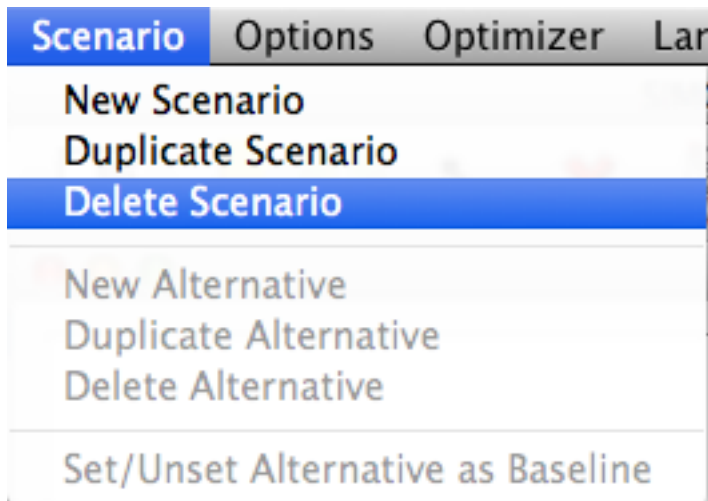 Scenario Options Optimizer
New Scenario
Duplicate Scenario
Delete Scenario
New Alternative
Duplicate Alternative
Delete Alternative
Set/Unset Alternative as Baseline